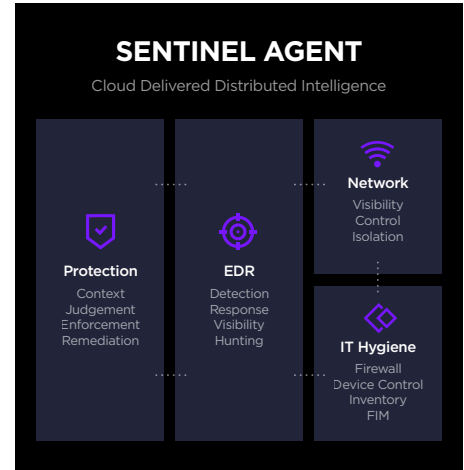 SENTINEL AGENT
Cloud Delivered Distributed Intelligence
Protection
Context
Judgement
Enforcement
Remediation
EDR
Detection
Response
Visibility
Hunting
Network
Visibility
Control
Isolation
IT Hygiene
Firewall
Device Control
Inventory
FIM